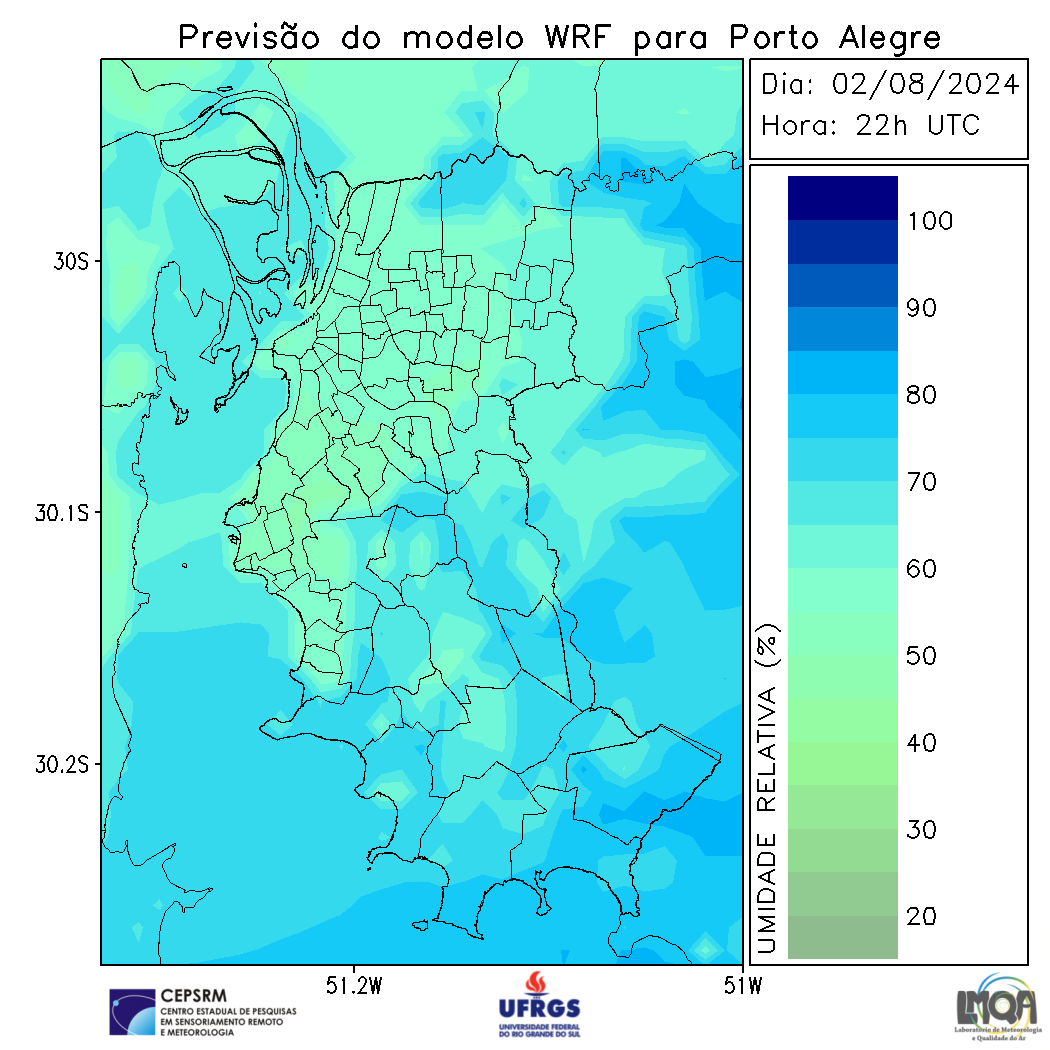 Previsão do modelo WRF para Porto Alegre
Dia: 02/08/2024
Hora: 22h UTC
30S
30.1S
30.2S
51.2W
51W
100
90
80
70
60
50
40
30
20
UMIDADE RELATIVA (%)
CEPSRM
CENTRO ESTADUAL DE PESQUISAS
EM SENSORIAMENTO REMOTO
E METEOROLOGIA
UFRGS
UNIVERSIDADE FEDERAL
DO RIO GRANDE DO SUL
LMQA
Laboratório de Meteorologia
e Qualidade do Ar